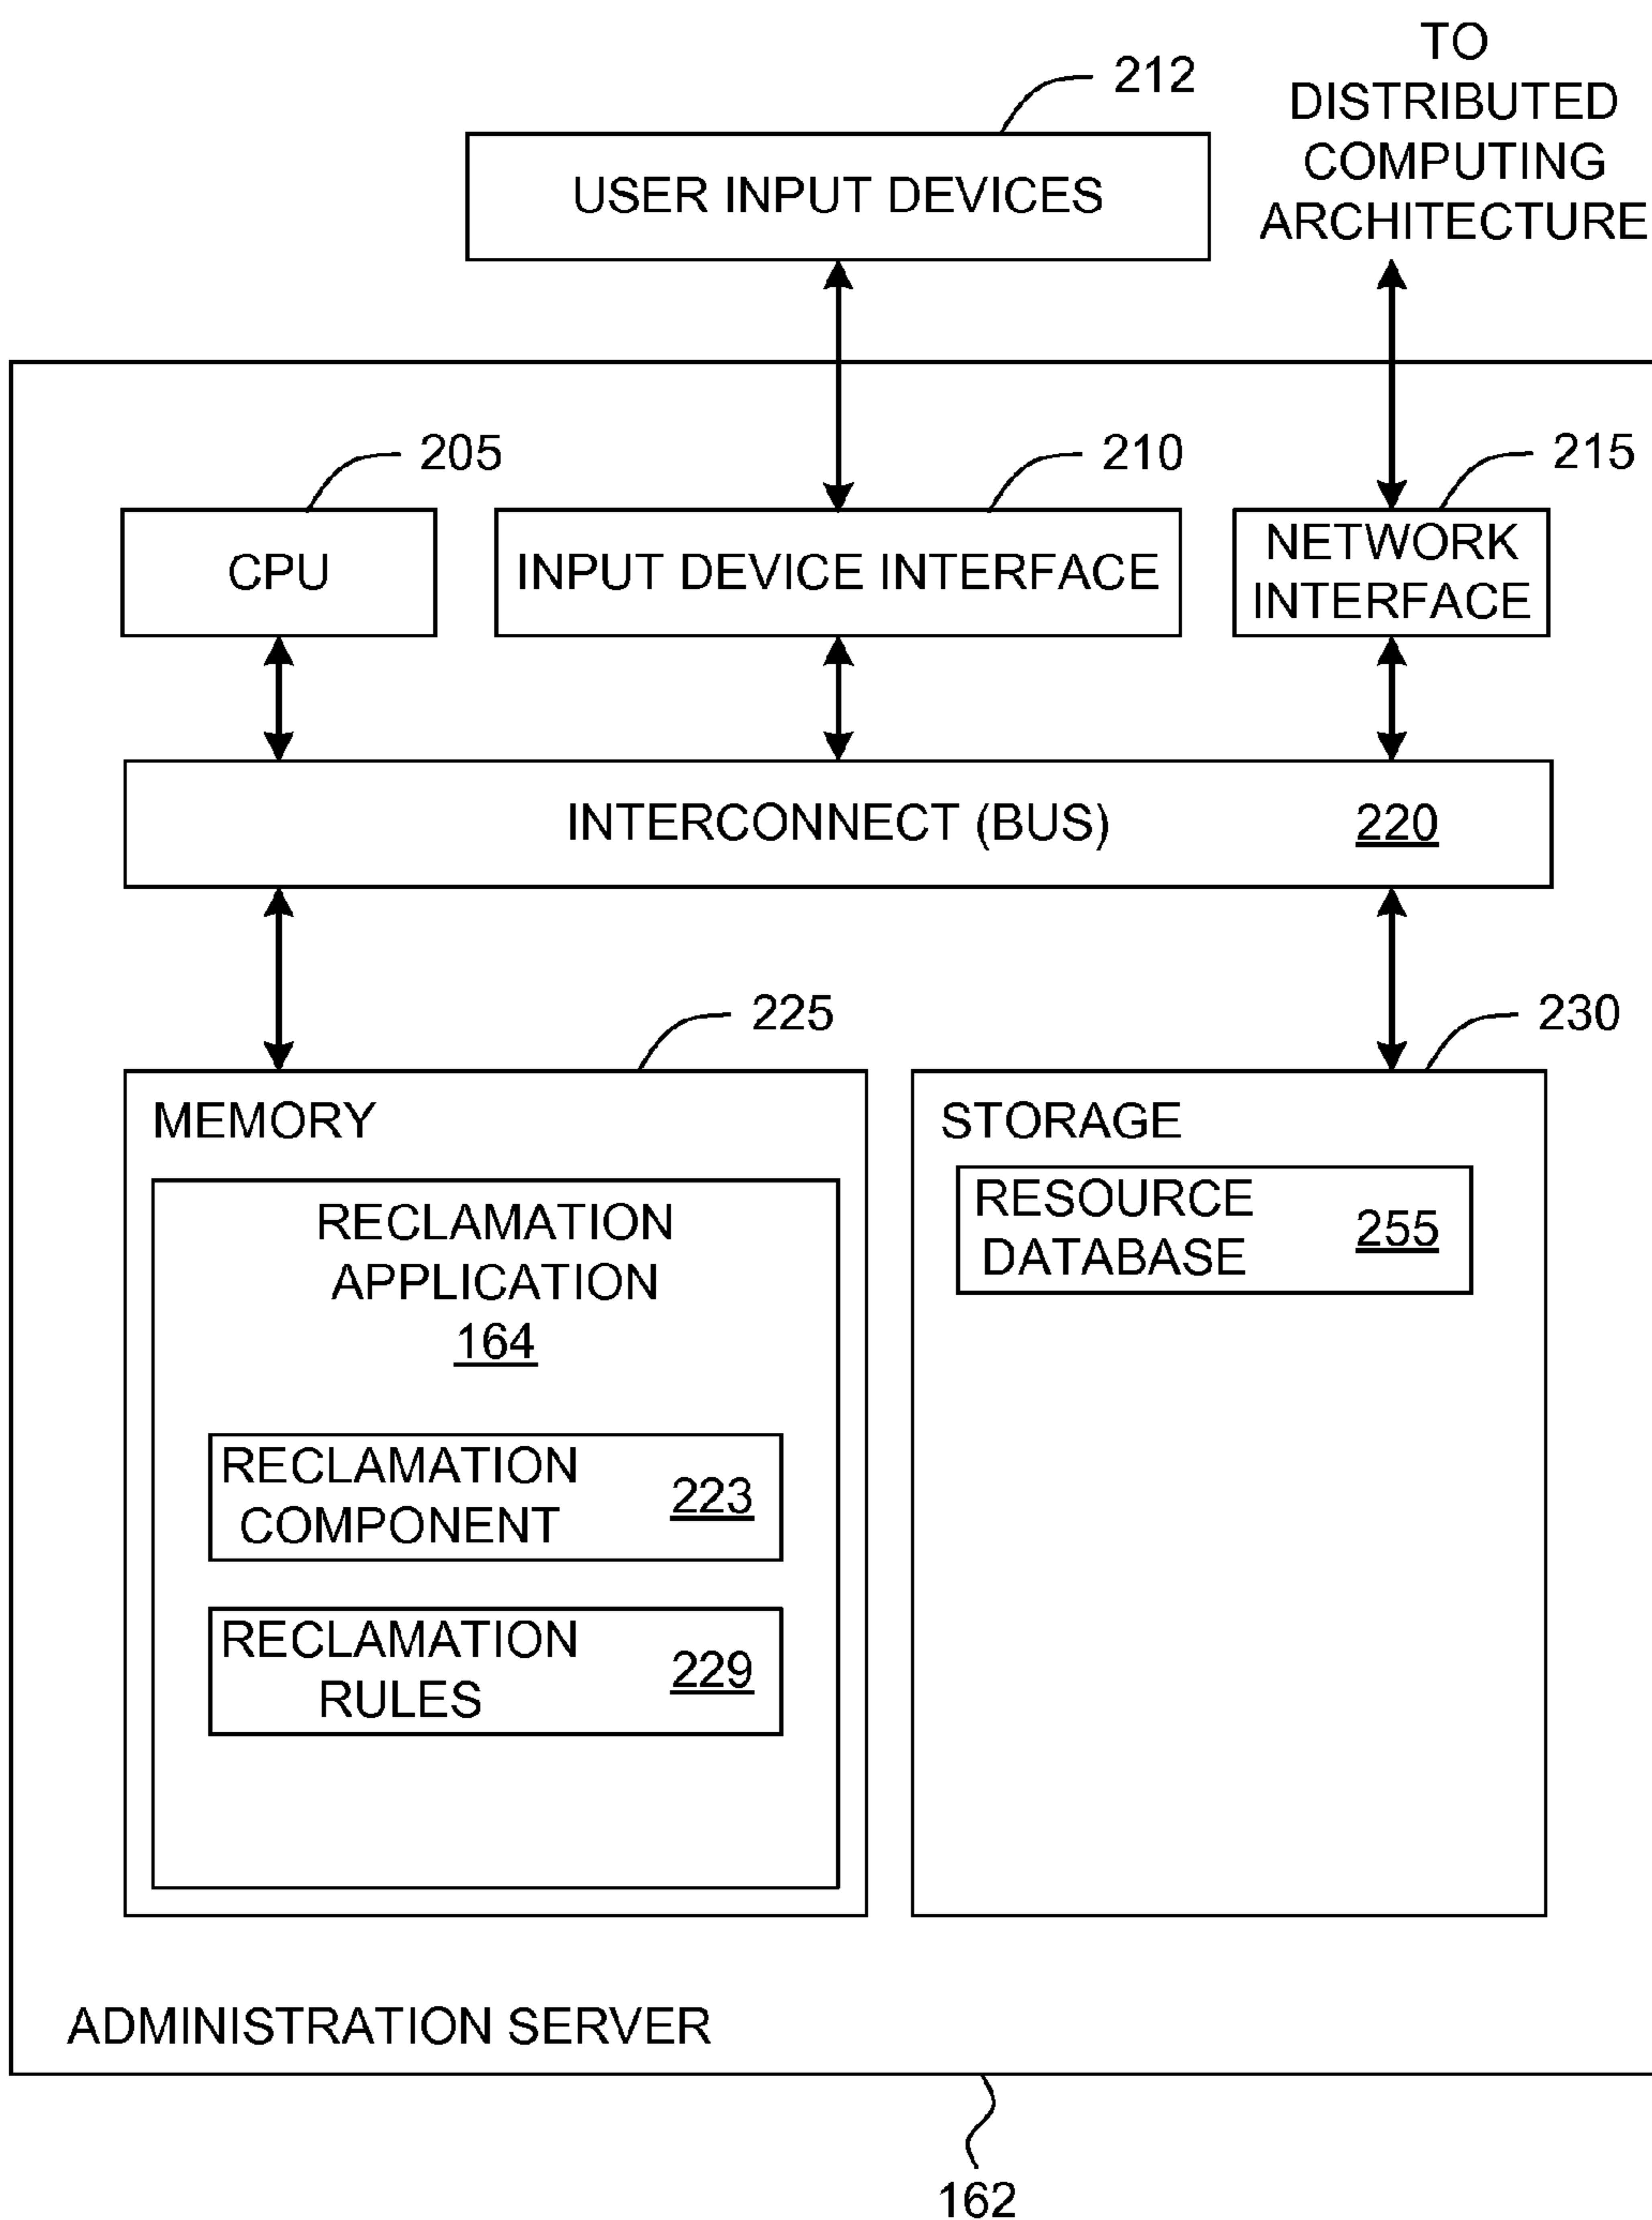 TO
DISTRIBUTED
COMPUTING
ARCHITECTURE
212
USER INPUT DEVICES
205
210
215
CPU
INPUT DEVICE INTERFACE
NETWORK
INTERFACE
INTERCONNECT (BUS) 220
225
230
MEMORY
RECLAMATION
APPLICATION
164
RECLAMATION
COMPONENT
223
RECLAMATION
RULES
229
STORAGE
RESOURCE
DATABASE
255
ADMINISTRATION SERVER
162